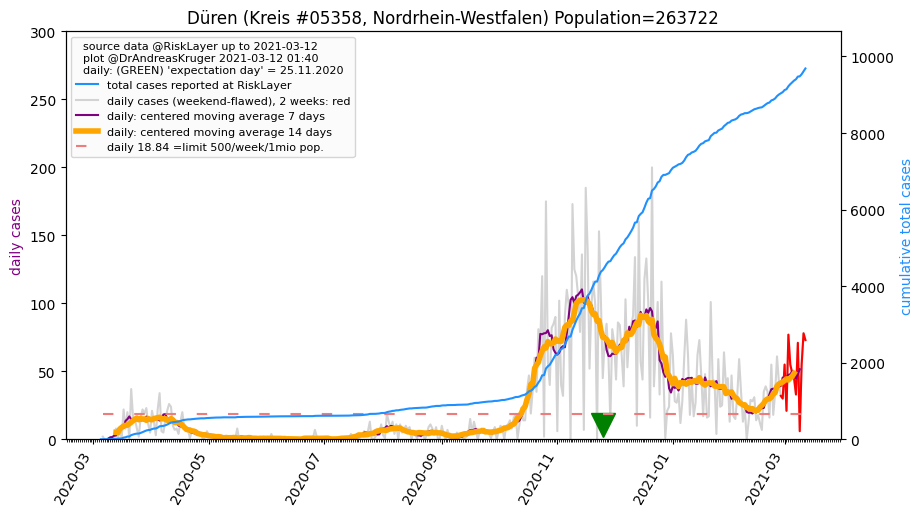 Düren (Kreis #05358, Nordrhein-Westfalen) Population=263722
source data @RiskLayer up to 2021-03-12
plot @DrAndreasKruger 2021-03-12 01:40
daily: (GREEN) 'expectation day' = 25.11.2020
total cases reported at RiskLayer
daily cases (weekend-flawed), 2 weeks: red
daily: centered moving average 7 days
daily: centered moving average 14 days
daily 18.84 =limit 500/week/1mio pop.
daily cases
300
250
200
150
100
50
0
10000
8000
6000
4000
2000
0
cumulative total cases
2020-03
2020-05
2020-07
2020-09
2020-11
2021-01
2021-03